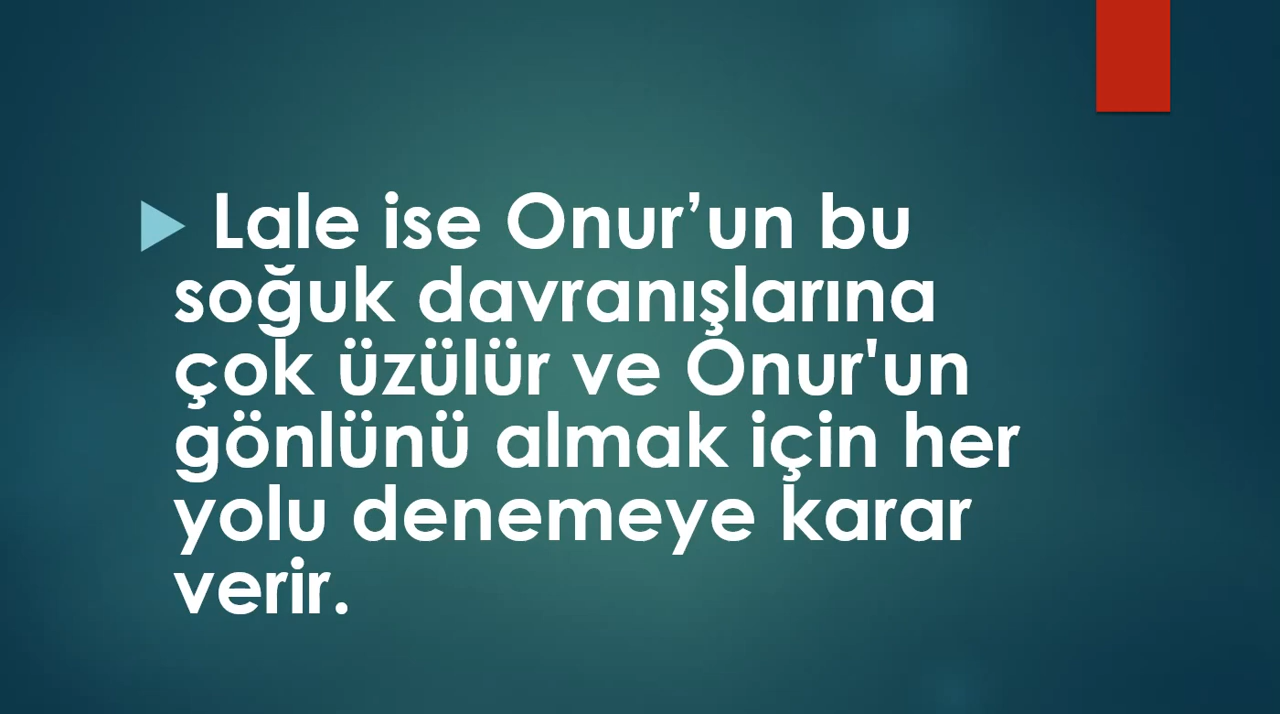 Lale ise Onur’un bu
soğuk davranışlarına
çok üzülür ve Onur'un
gönlünü almak için her
yolu denemeye karar
verir.